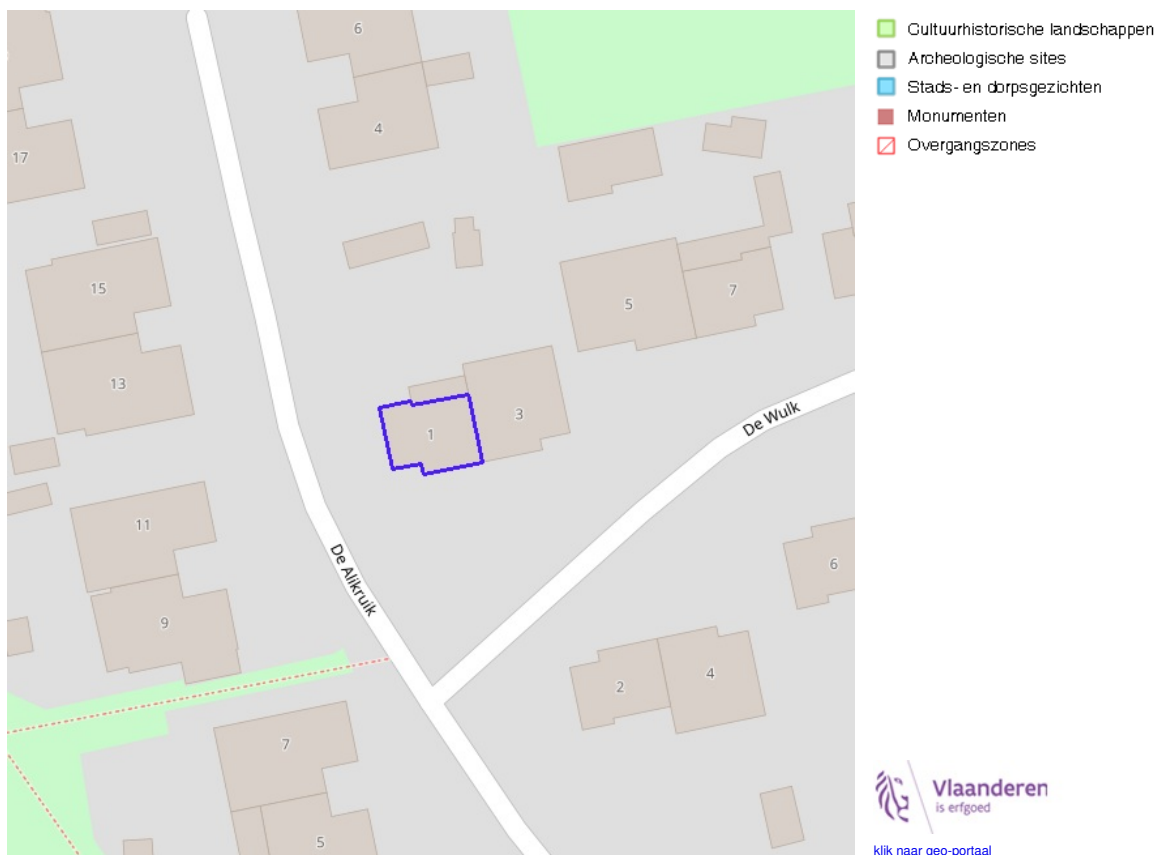 6
4
17
15
13
5
7
1
3
De Wulk
11
De Alikruik
6
9
2
4
7
5
Cultuurhistorische landschappen
Archeologische sites
Stads- en dorpsgezichten
Monumenten
Overgangszones
Vlaanderen
is erfgoed
klik naar geo-portaal